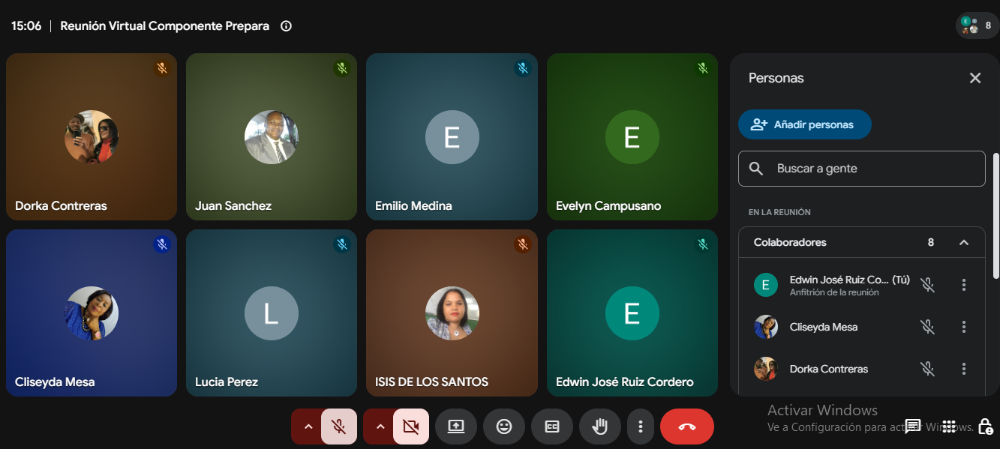 15:06 | Reunión Virtual Componente Prepara
E
8
Dorka Contreras
Juan Sanchez
E
Emilio Medina
E
Evelyn Campusano
Cliseyda Mesa
L
Lucia Perez
ISIS DE LOS SANTOS
E
Edwin José Ruiz Cordero
Personas
Añadir personas
Buscar a gente
EN LA REUNIÓN
Colaboradores 8
E
Edwin José Ruiz Co... (Tú)
Anfitrión de la reunión
Cliseyda Mesa
Dorka Contreras
CC
Activar Windows
Ve a Configuración para activar Windows.